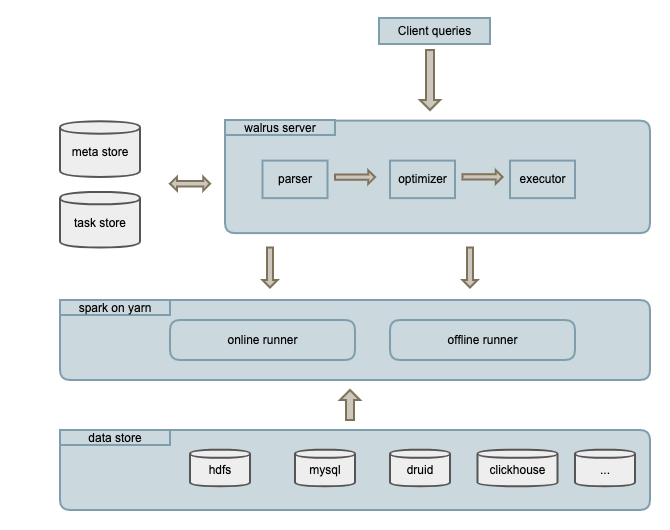 Client queries
walrus server
meta store
parser
optimizer
executor
task store
spark on yarn
online runner
offline runner
data store
hdfs
mysql
druid
clickhouse
...